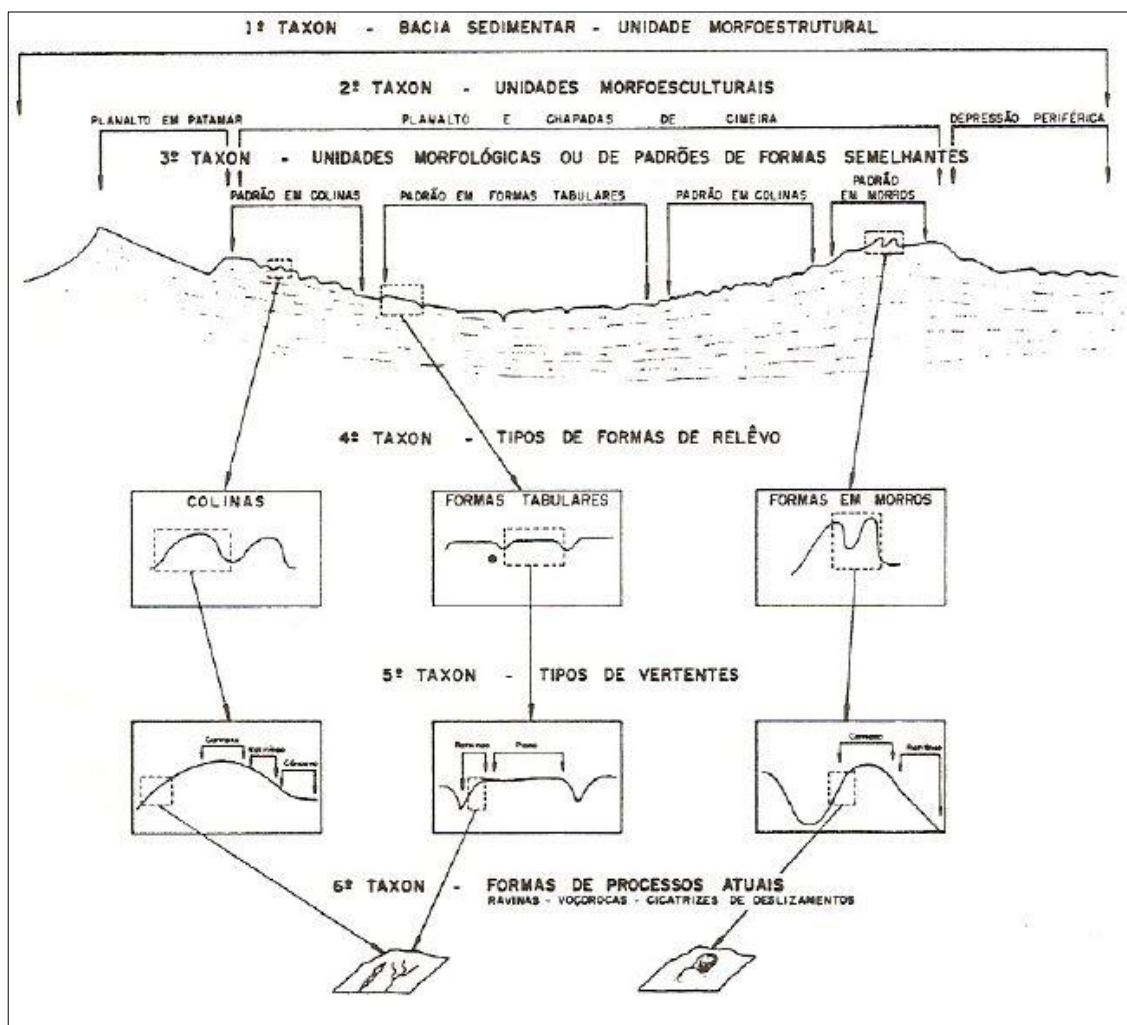 1º TAXON - BACIA SEDIMENTAR - UNIDADE MORFOESTRUTURAL
2º TAXON - UNIDADES MORFOESCULTURAIS
PLANALTO EM PATAMAR
PLANALTO E CHAPADAS DE CIMEIRA
DEPRESSÃO PERIFÉRICA
3º TAXON - UNIDADES MORFOLÓGICAS OU DE PADRÕES DE FORMAS SEMELHANTES
PADRÃO EM COLINAS
PADRÃO EM FORMAS TABULARES
PADRÃO EM COLINAS
PADRÃO
EM MORROS
4º TAXON - TIPOS DE FORMAS DE RELÊVO
COLINAS
FORMAS TABULARES
FORMAS EM MORROS
5º TAXON - TIPOS DE VERTENTES
Convexo
Retilíneo
Côncavo
Plano
Convexo
Retilíneo
6º TAXON - FORMAS DE PROCESSOS ATUAIS
RAVINAS - VOÇOROCAS - CICATRIZES DE DESLIZAMENTOS